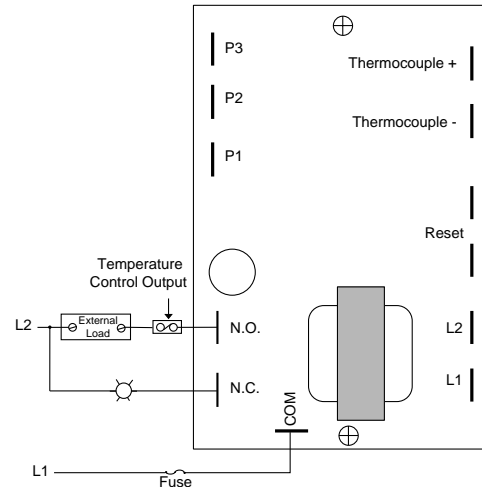 P3
Thermocouple +
P2
Thermocouple -
P1
Reset
Temperature
Control Output
L2
External
Load
N.O.
L2
N.C.
L1
COM
L1
Fuse